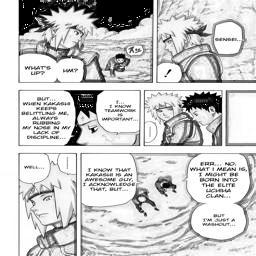 SENSEI...
!
HM?
WHAT'S
UP?
I...
I KNOW
TEAMWORK
IS
IMPORTANT...
BUT...
WHEN KAKASHI
KEEPS
BELITTLING ME,
ALWAYS
RUBBING
MY NOSE IN MY
LACK OF
DISCIPLINE...
ERR... NO.
WHAT I MEAN IS,
I MIGHT BE
BORN INTO
THE ELITE
UCHIHA
CLAN...
BUT
I'M JUST A
WASHOUT...
I KNOW THAT
KAKASHI IS AN
AWESOME GUY,
I ACKNOWLEDGE
THAT, BUT...
WELL...